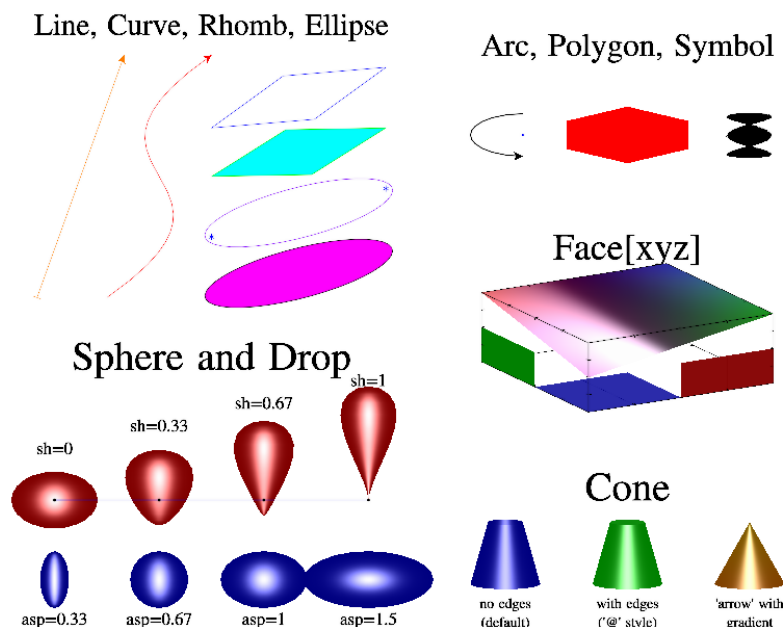 Line, Curve, Rhomb, Ellipse
Arc, Polygon, Symbol
Face[xyz]
Sphere and Drop
sh=0
sh=0.33
sh=0.67
sh=1
asp=0.33
asp=0.67
asp=1
asp=1.5
Cone
no edges
(default)
with edges
('@' style)
'arrow' with
gradient